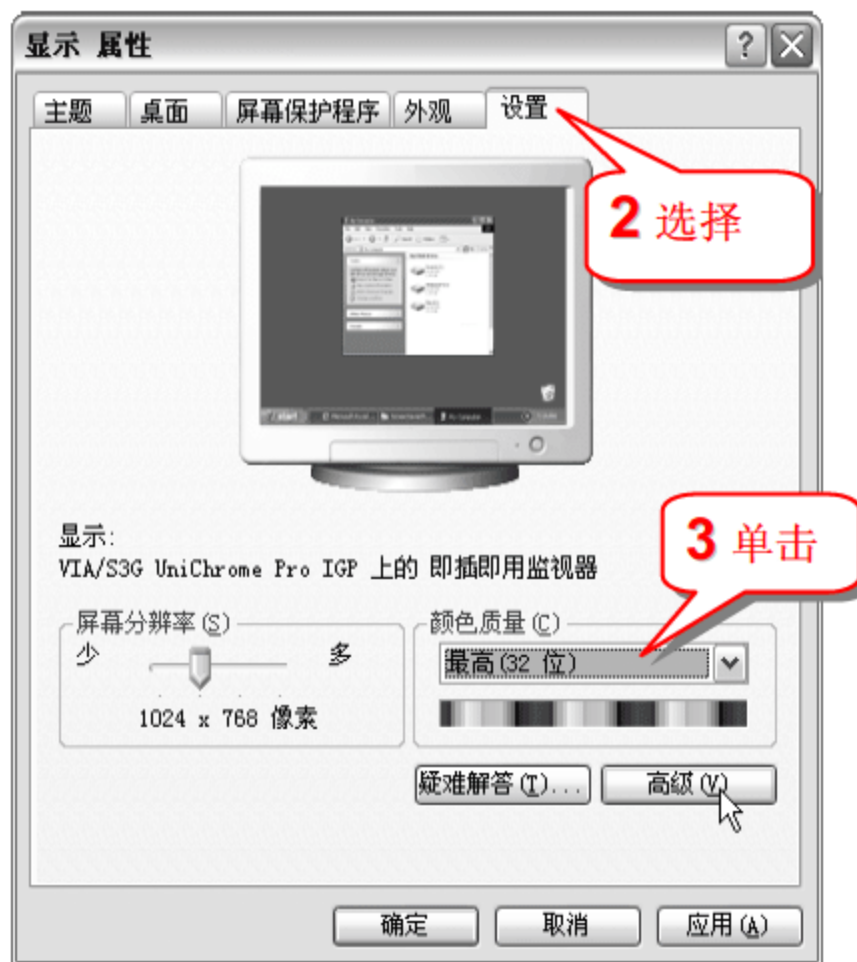 显示 属性
主题 桌面 屏幕保护程序 外观 设置
2 选择
显示:
VIA/S3G UniChrome Pro IGP 上的 即插即用监视器
3 单击
屏幕分辨率(S)
少 多
1024 x 768 像素
颜色质量(C)
最高(32 位)
疑难解答(T)... 高级(V)
确定 取消 应用(A)